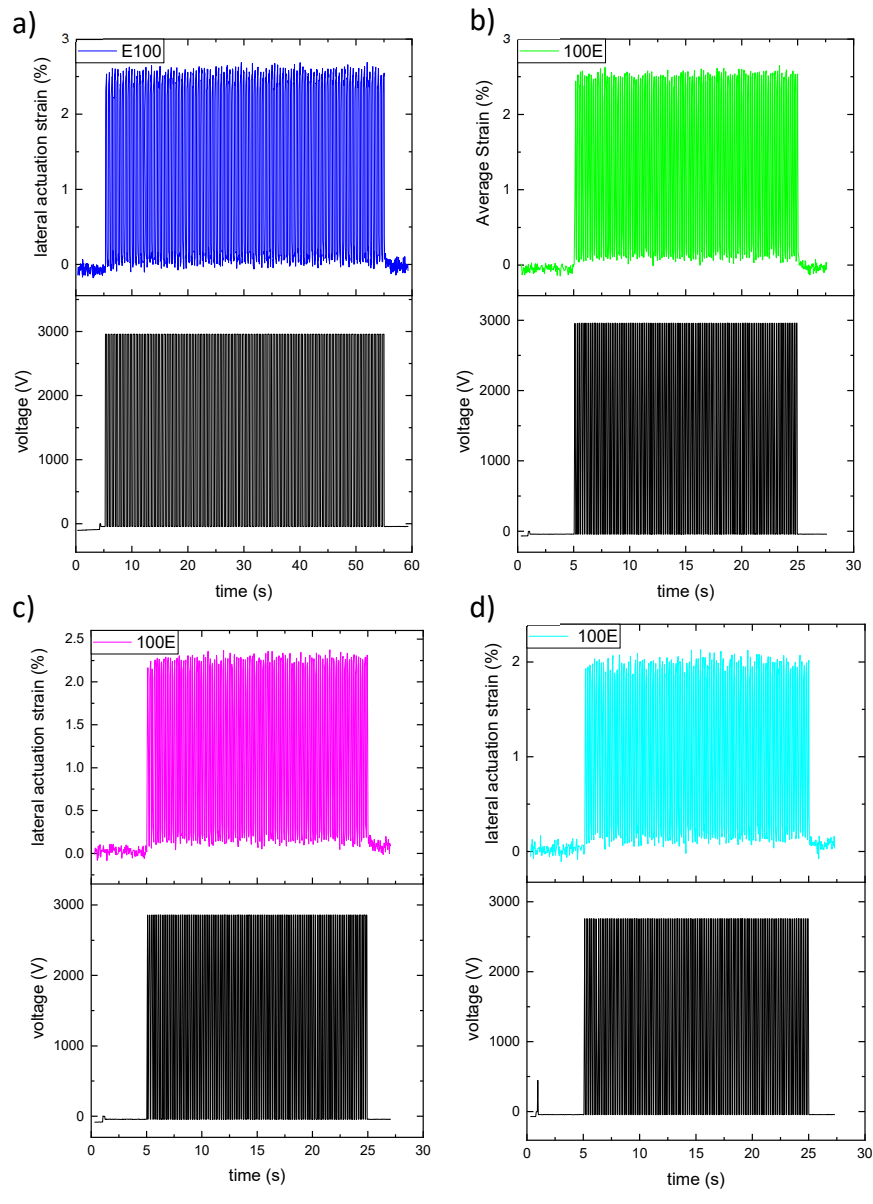 a)
E100
lateral actuation strain (%)
3
2
1
0
voltage (V)
3000
2000
1000
0
0 10 20 30 40 50 60
time (s)
b)
100E
Average Strain (%)
3
2
1
0
voltage (V)
3000
2000
1000
0
0 5 10 15 20 25 30
time (s)
c)
100E
lateral actuation strain (%)
2.5
2.0
1.5
1.0
0.5
0.0
voltage (V)
3000
2000
1000
0
0 5 10 15 20 25 30
time (s)
d)
100E
lateral actuation strain (%)
2
1
0
voltage (V)
3000
2000
1000
0
0 5 10 15 20 25 30
time (s)